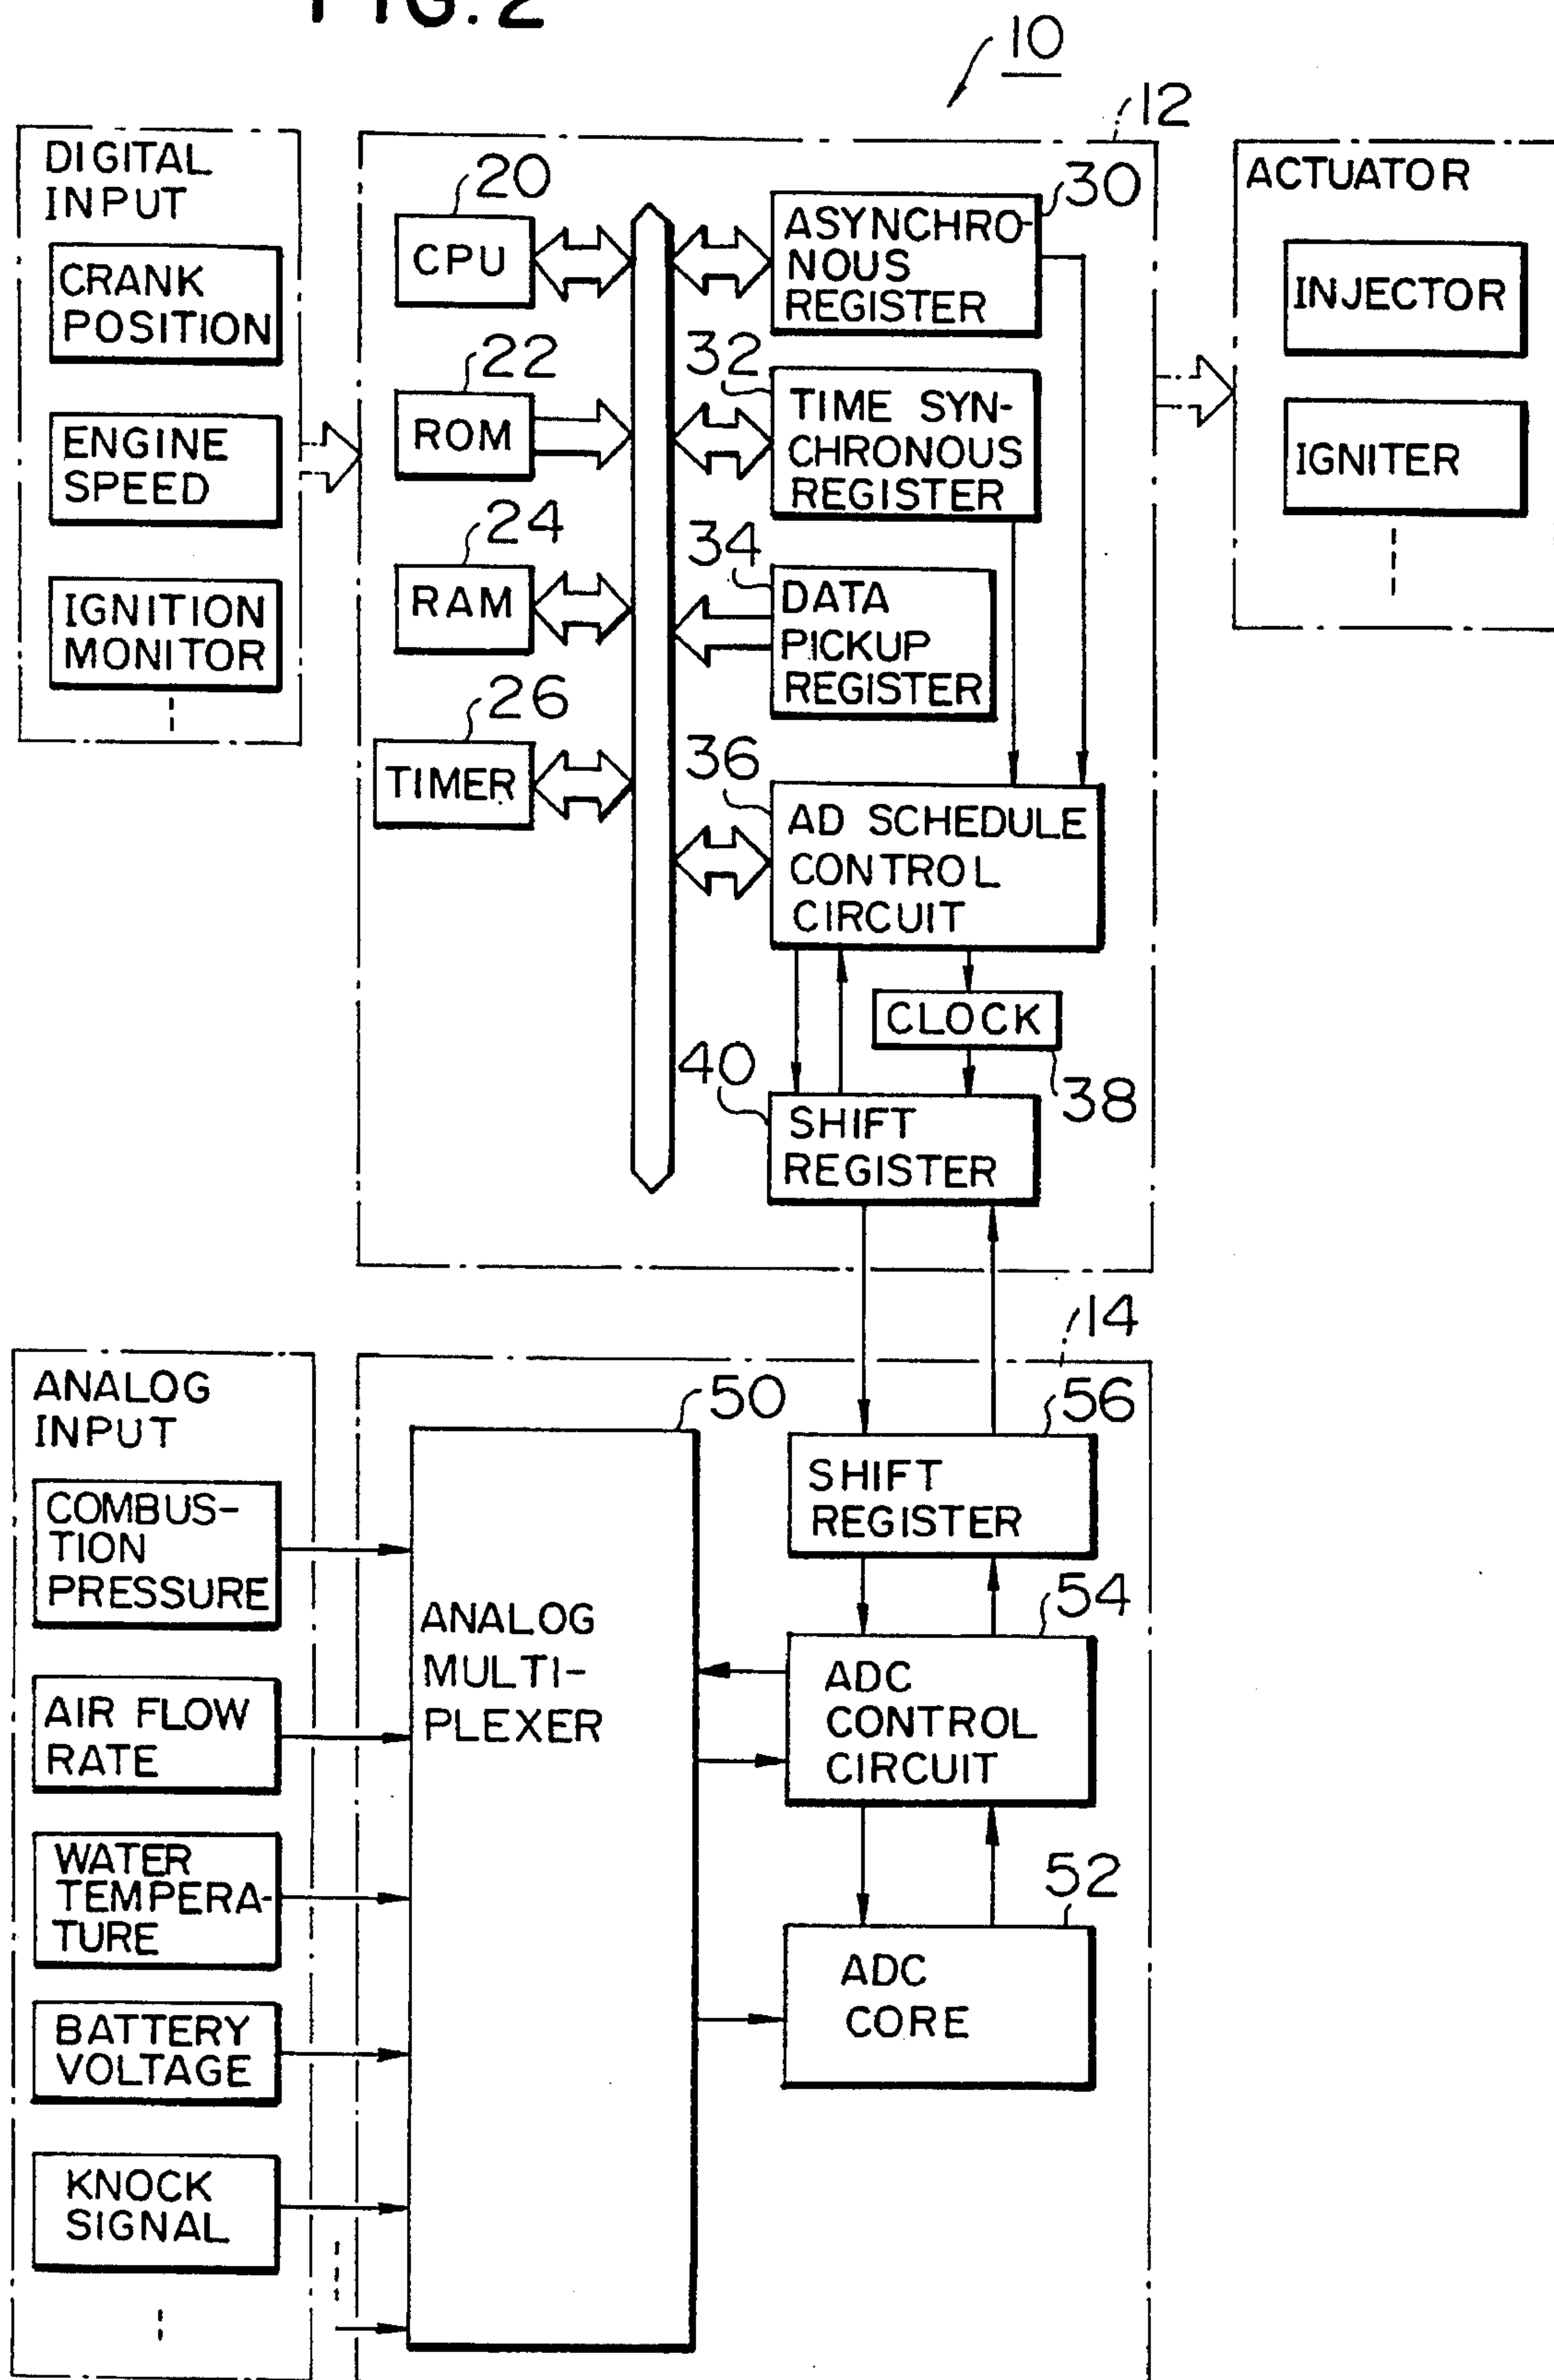 FIG. 2
10
12
DIGITAL
INPUT
CRANK
POSITION
ENGINE
SPEED
IGNITION
MONITOR
20
CPU
22
ROM
24
RAM
26
TIMER
30
ASYNCHRO-
NOUS
REGISTER
32
TIME SYN-
CHRONOUS
REGISTER
34
DATA
PICKUP
REGISTER
36
AD SCHEDULE
CONTROL
CIRCUIT
CLOCK
38
40
SHIFT
REGISTER
ACTUATOR
INJECTOR
IGNITER
14
ANALOG
INPUT
COMBUS-
TION
PRESSURE
AIR FLOW
RATE
WATER
TEMPERA-
TURE
BATTERY
VOLTAGE
KNOCK
SIGNAL
50
ANALOG
MULTI-
PLEXER
56
SHIFT
REGISTER
54
ADC
CONTROL
CIRCUIT
52
ADC
CORE